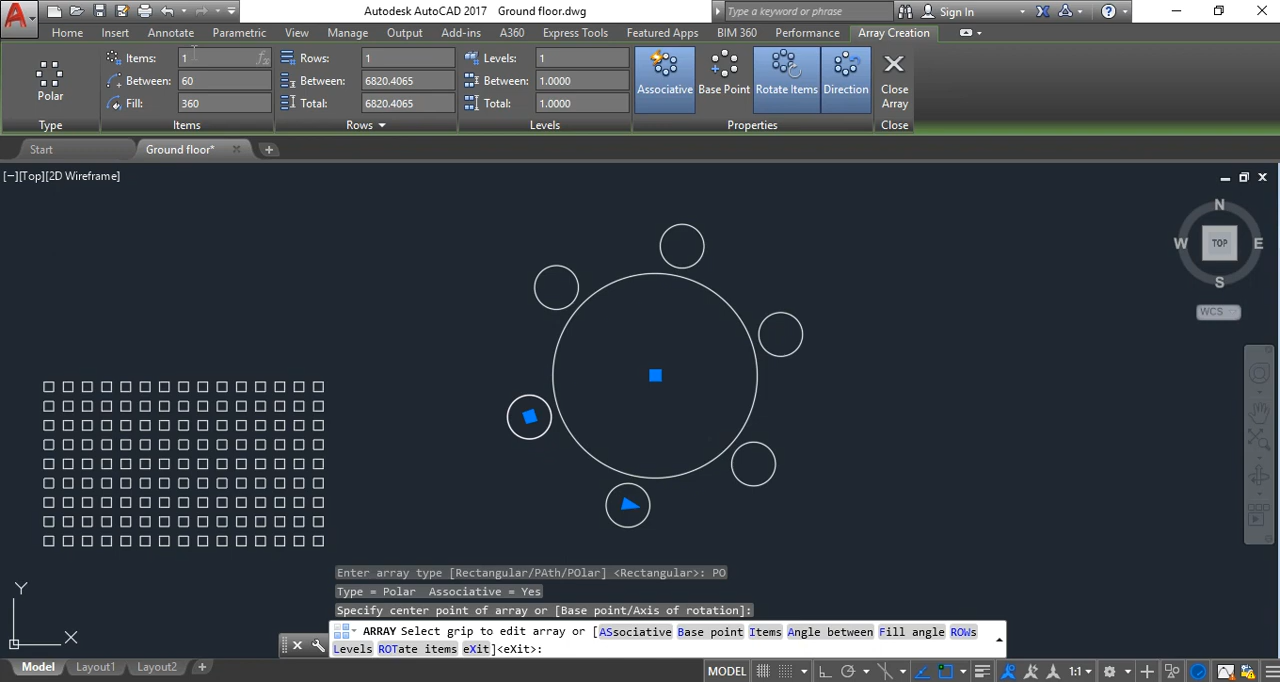 Autodesk AutoCAD 2017 Ground floor.dwg
Type a keyword or phrase
Sign In
Home Insert Annotate Parametric View Manage Output Add-ins A360 Express Tools Featured Apps BIM 360 Performance Array Creation
Items: 1
Between: 60
Fill: 360
Rows: 1
Between: 6820.4065
Total: 6820.4065
Levels: 1
Between: 1.0000
Total: 1.0000
Polar
Associative Base Point Rotate Items Direction
Close Array
Type Items Rows Levels Properties Close
Start Ground floor*
[−][Top][2D Wireframe]
N
W TOP E
S
WCS
Y
X
Enter array type [Rectangular/PAth/POlar] <Rectangular>: PO
Type = Polar Associative = Yes
Specify center point of array or [Base point/Axis of rotation]:
ARRAY Select grip to edit array or [ASsociative Base point Items Angle between Fill angle ROWs
Levels ROTate items eXit]<eXit>:
Model Layout1 Layout2
MODEL 1:1